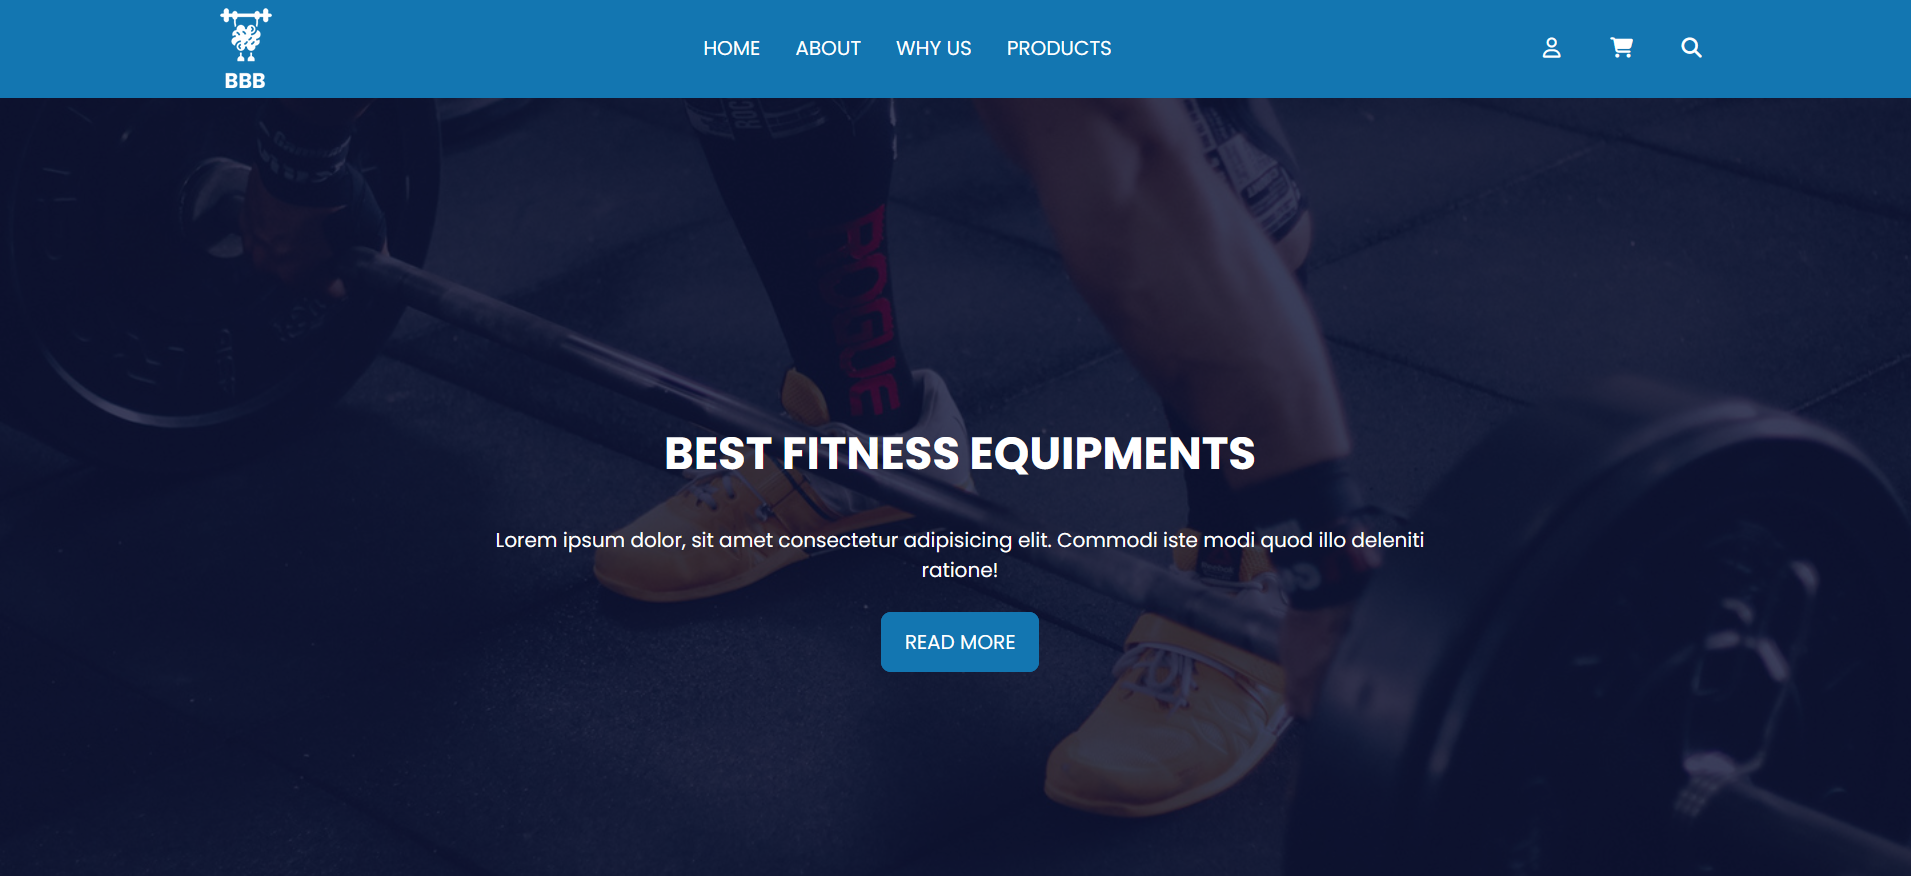 BBB
HOME ABOUT WHY US PRODUCTS
ROGUE
BEST FITNESS EQUIPMENTS
Lorem ipsum dolor, sit amet consectetur adipisicing elit. Commodi iste modi quod illo deleniti
ratione!
READ MORE